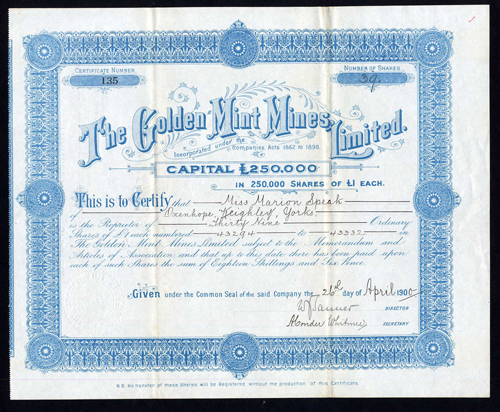 CERTIFICATE NUMBER
135
NUMBER OF SHARES
39
The Golden Mint Mines, Limited.
Incorporated under the Companies Acts 1862 to 1898.
CAPITAL £250,000
IN 250,000 SHARES OF £1 EACH.
This is to Certify that Miss Marion Speak
of Oxenhope Keighley, Yorks.
is the Proprietor of Thirty Nine Ordinary
Shares of £1 each numbered 43294 to 43332 in
The Golden Mint Mines Limited subject to the Memorandum and
Articles of Association and that up to this date there has been paid upon
each of such Shares the sum of Eighteen Shillings and Six Pence.
Given under the Common Seal of the said Company the 26th day of April 1900
DIRECTOR
SECRETARY
N.B. No transfer of these Shares will be Registered without the production of this Certificate.